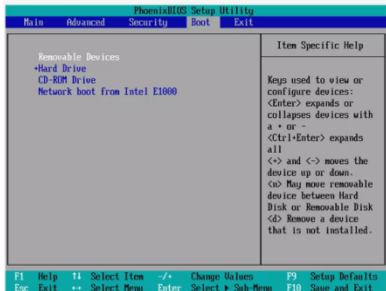 PhoenixBIOS Setup Utility
Main Advanced Security Boot Exit
Removable Devices
+Hard Drive
CD-ROM Drive
Network boot from Intel E1000
Item Specific Help
Keys used to view or
configure devices:
<Enter> expands or
collapses devices with
a + or -
<Ctrl+Enter> expands
all
<+> and <-> moves the
device up or down.
<n> May move removable
device between Hard
Disk or Removable Disk
<d> Remove a device
that is not installed.
F1 Help ↑↓ Select Item -/+ Change Values F9 Setup Defaults
Esc Exit ↔ Select Menu Enter Select ▶ Sub-Menu F10 Save and Exit